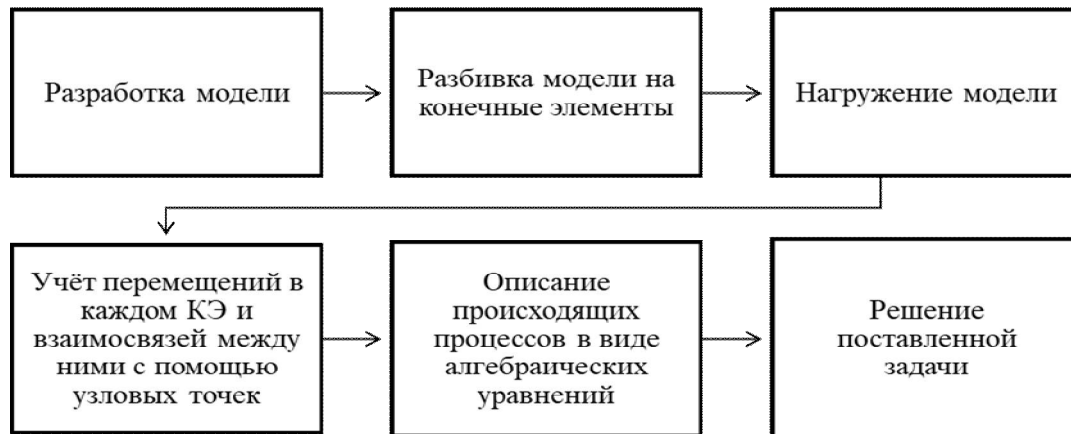 Разработка модели
Разбивка модели на
конечные элементы
Нагружение модели
Учёт перемещений в
каждом КЭ и
взаимосвязей между
ними с помощью
узловых точек
Описание
происходящих
процессов в виде
алгебраических
уравнений
Решение
поставленной
задачи